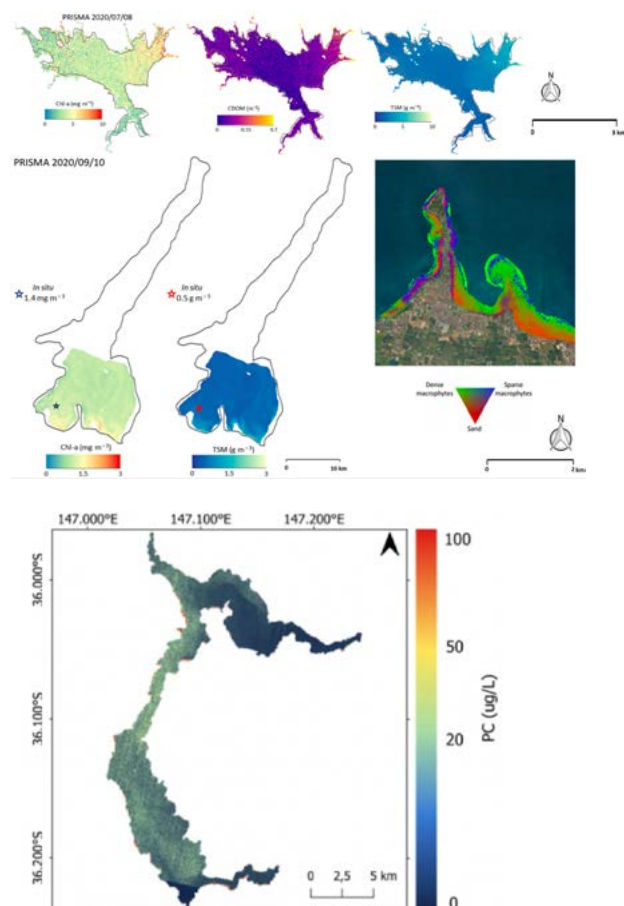 PRISMA 2020/07/08
Chl-a (mg m⁻³)
0 5 10
CDOM (m⁻¹)
0 0.35 0.7
TSM (g m⁻³)
0 5 10
N
0 3 km
PRISMA 2020/09/10
In situ
1.4 mg m⁻³
In situ
0.5 g m⁻³
Chl-a (mg m⁻³)
0 1.5 3
TSM (g m⁻³)
0 1.5 3
0 10 km
Dense macrophytes
Sparse macrophytes
Sand
N
0 2 km
147.000°E 147.100°E 147.200°E
36.000°S
36.100°S
36.200°S
0 2,5 5 km
100
50
20
0
PC (ug/L)